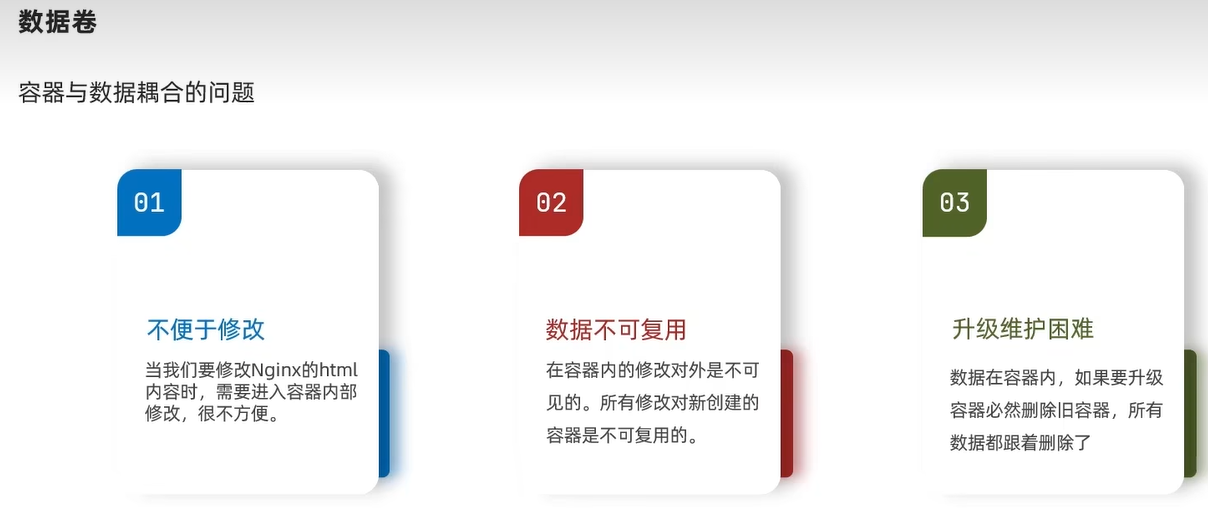 数据卷
容器与数据耦合的问题
01
不便于修改
当我们要修改Nginx的html
内容时，需要进入容器内部
修改，很不方便。
02
数据不可复用
在容器内的修改对外是不可
见的。所有修改对新创建的
容器是不可复用的。
03
升级维护困难
数据在容器内，如果要升级
容器必然删除旧容器，所有
数据都跟着删除了